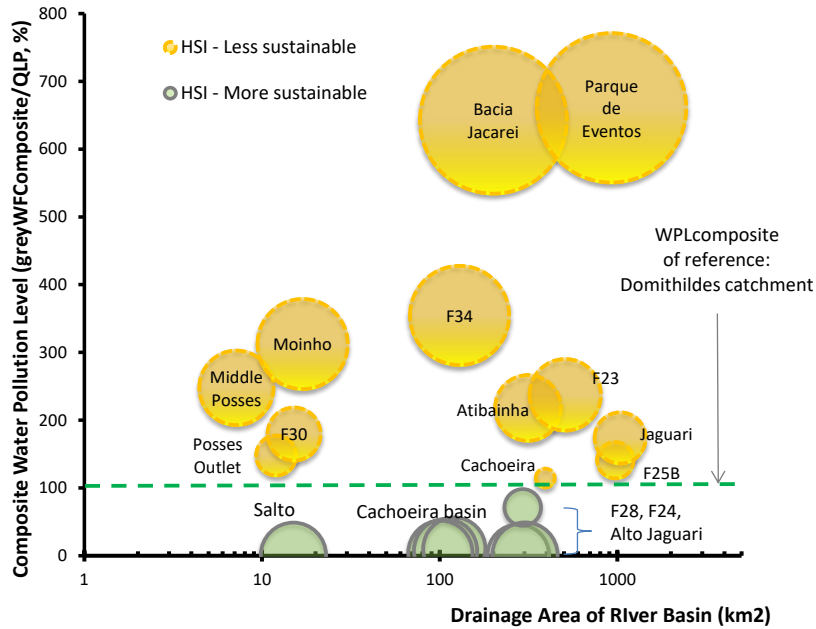 Composite Water Pollution Level (greyWFComposite/QLP, %)
800
700
600
500
400
300
200
100
0
HSI - Less sustainable
HSI - More sustainable
Bacia
Jacarei
Parque
de
Eventos
WPLcomposite
of reference:
Domithildes catchment
F34
Moinho
Middle
Posses
F30
Posses
Outlet
F23
Atibainha
Jaguari
F25B
Cachoeira
Salto
Cachoeira basin
F28, F24,
Alto Jaguari
1
10
100
1000
Drainage Area of RIver Basin (km2)